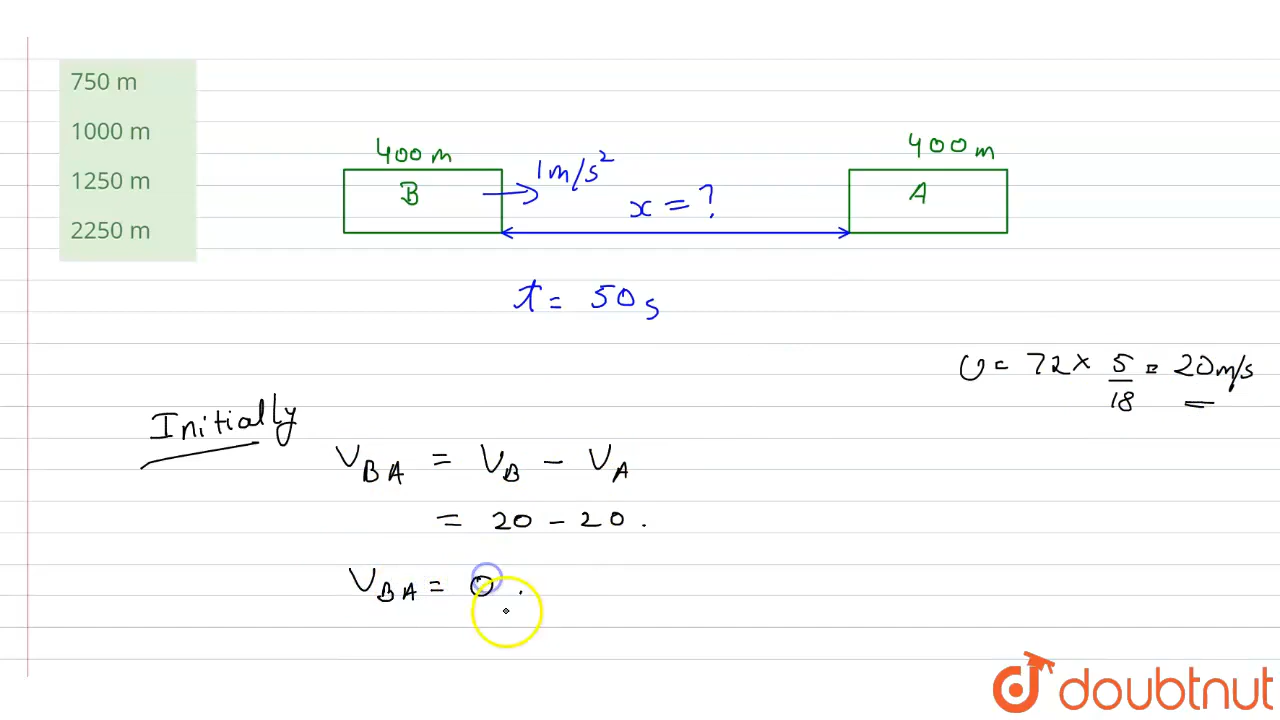 750 m
1000 m
1250 m
2250 m
400 m
400 m
B
1 m/s²
x = ?
A
t = 50 s
U = 72 × 5/18 = 20 m/s
Initially
V_BA = V_B - V_A
= 20 - 20.
V_BA = 0.
doubtnut